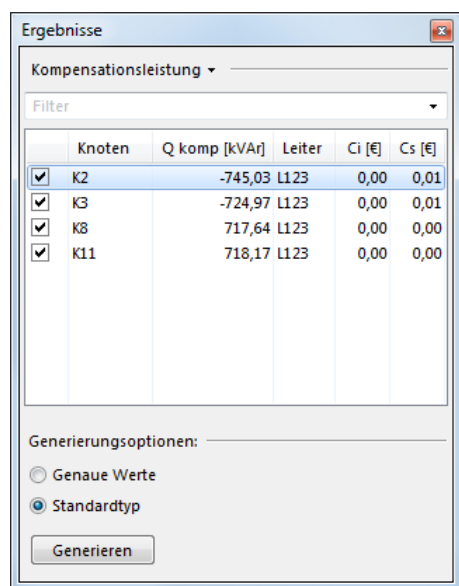 Ergebnisse
Kompensationsleistung
Filter
Knoten Q komp [kVAr] Leiter Ci [€] Cs [€]
K2 -745,03 L123 0,00 0,01
K3 -724,97 L123 0,00 0,01
K8 717,64 L123 0,00 0,00
K11 718,17 L123 0,00 0,00
Generierungsoptionen:
Genaue Werte
Standardtyp
Generieren